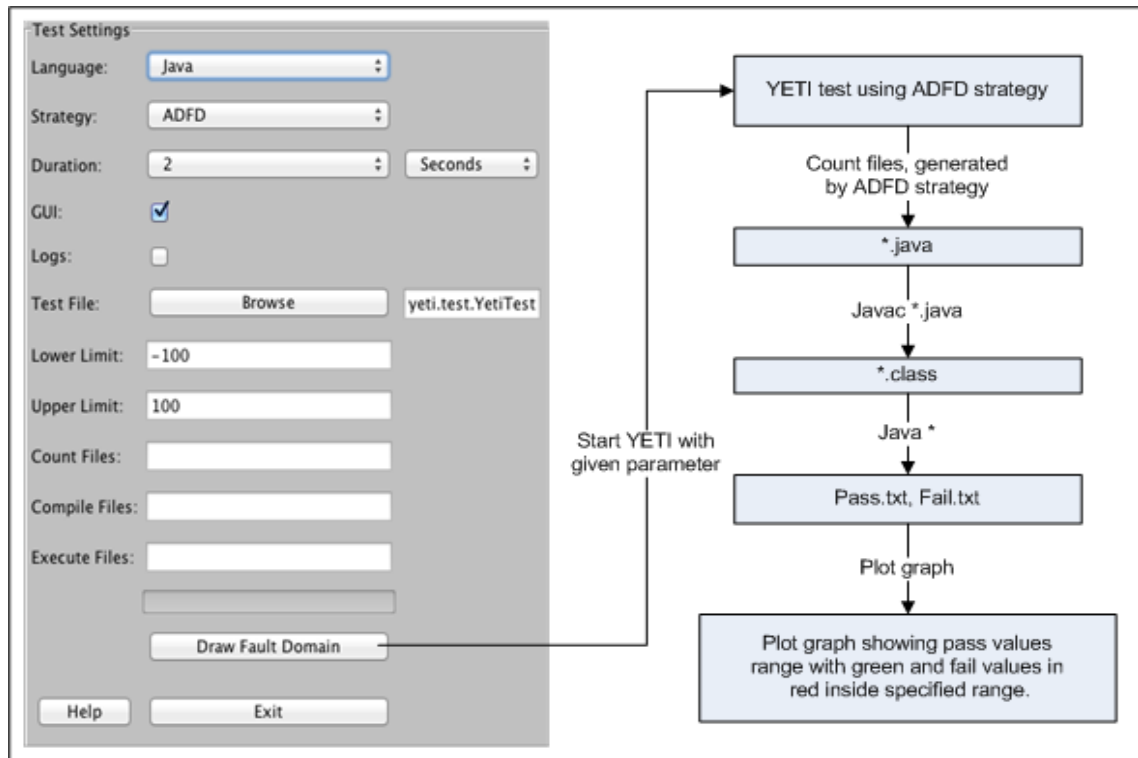 Test Settings
Language:
Java
Strategy:
ADFD
Duration:
2
Seconds
GUI:
Logs:
Test File:
Browse
yeti.test.YetiTest
Lower Limit:
-100
Upper Limit:
100
Count Files:
Compile Files:
Execute Files:
Draw Fault Domain
Help
Exit
Start YETI with
given parameter
YETI test using ADFD strategy
Count files, generated
by ADFD strategy
*.java
Javac *.java
*.class
Java *
Pass.txt, Fail.txt
Plot graph
Plot graph showing pass values
range with green and fail values in
red inside specified range.